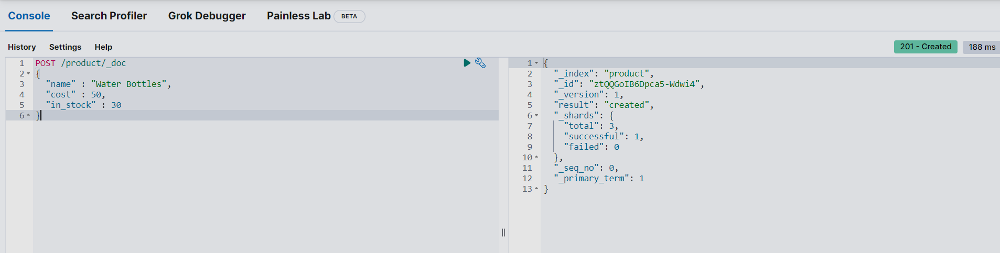 Console Search Profiler Grok Debugger Painless Lab BETA
History Settings Help 201 - Created 188 ms
1 POST /product/_doc
2 {
3 "name" : "Water Bottles",
4 "cost" : 50,
5 "in_stock" : 30
6 }
1 {
2 "_index": "product",
3 "_id": "ztQQGoIB6Dpca5-Wdwi4",
4 "_version": 1,
5 "result": "created",
6 "_shards": {
7 "total": 3,
8 "successful": 1,
9 "failed": 0
10 },
11 "_seq_no": 0,
12 "_primary_term": 1
13 }